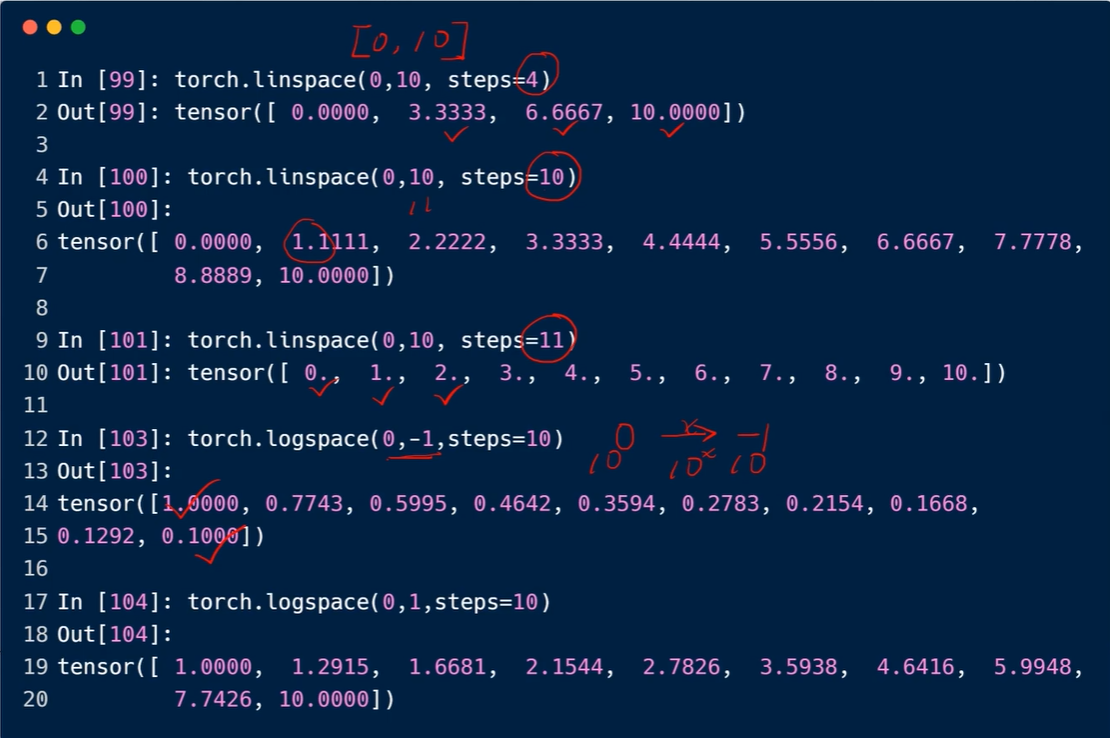 [0, 10]
1 In [99]: torch.linspace(0,10, steps=4)
2 Out[99]: tensor([ 0.0000,  3.3333,  6.6667, 10.0000])
3
4 In [100]: torch.linspace(0,10, steps=10)
11
5 Out[100]:
6 tensor([ 0.0000,  1.1111,  2.2222,  3.3333,  4.4444,  5.5556,  6.6667,  7.7778,
7         8.8889, 10.0000])
8
9 In [101]: torch.linspace(0,10, steps=11)
10 Out[101]: tensor([ 0.,  1.,  2.,  3.,  4.,  5.,  6.,  7.,  8.,  9., 10.])
11
12 In [103]: torch.logspace(0,-1,steps=10)
10^0 x→ 10^x 10^-1
13 Out[103]:
14 tensor([1.0000, 0.7743, 0.5995, 0.4642, 0.3594, 0.2783, 0.2154, 0.1668,
15 0.1292, 0.1000])
16
17 In [104]: torch.logspace(0,1,steps=10)
18 Out[104]:
19 tensor([ 1.0000,  1.2915,  1.6681,  2.1544,  2.7826,  3.5938,  4.6416,  5.9948,
20         7.7426, 10.0000])